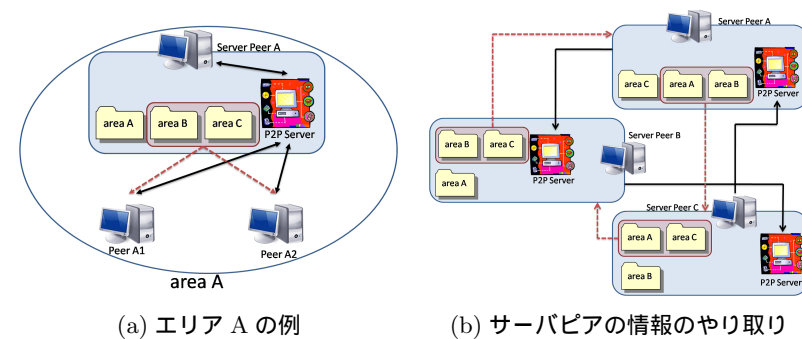 Server Peer A
area A
area B
area C
P2P Server
Peer A1
Peer A2
area A
(a) エリア A の例
Server Peer A
area C
area A
area B
P2P Server
Server Peer B
area B
area C
P2P Server
area A
Server Peer C
area A
area C
area B
P2P Server
(b) サーバピアの情報のやり取り